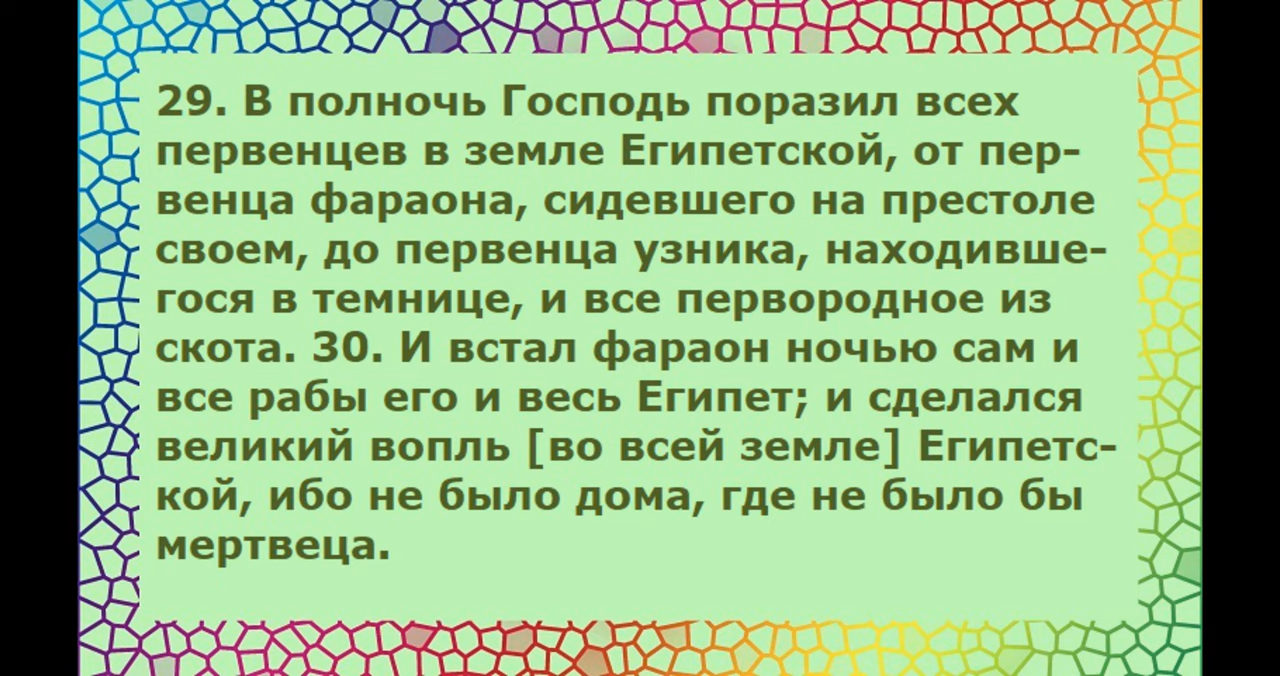 29. В полночь Господь поразил всех
первенцев в земле Египетской, от пер-
венца фараона, сидевшего на престоле
своем, до первенца узника, находивше-
гося в темнице, и все первородное из
скота. 30. И встал фараон ночью сам и
все рабы его и весь Египет; и сделался
великий вопль [во всей земле] Египетс-
кой, ибо не было дома, где не было бы
мертвеца.